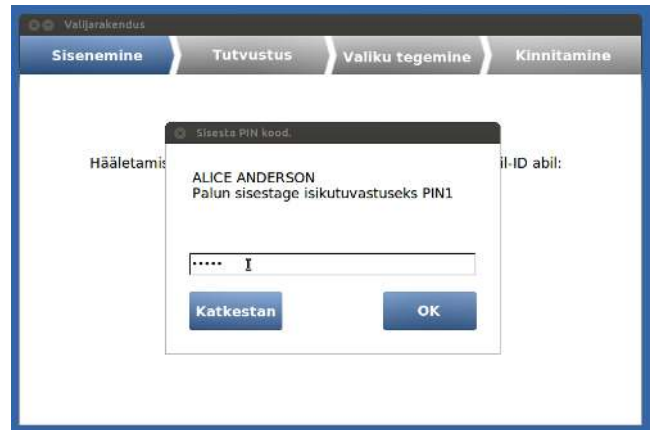 Valijarakendus
Sisenemine Tutvustus Valiku tegemine Kinnitamine
Sisesta PIN kood.
Hääletamis il-ID abil:
ALICE ANDERSON
Palun sisestage isikutuvastuseks PIN1
•••••
Katkestan OK